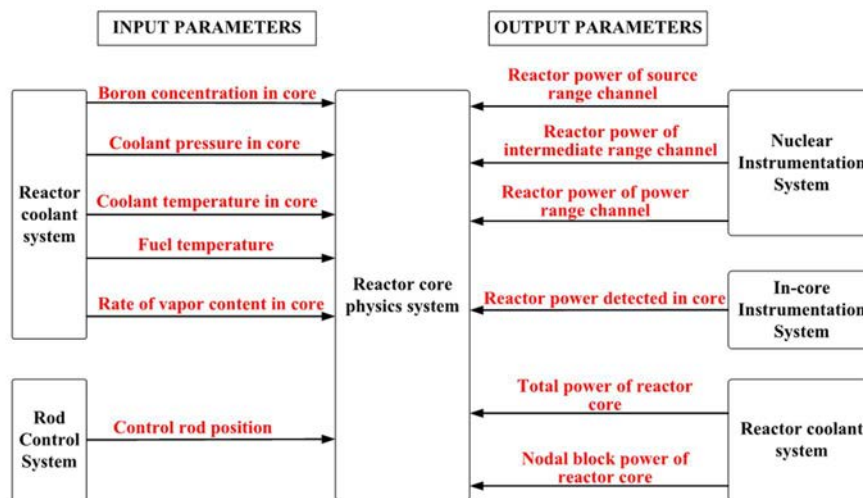 INPUT PARAMETERS
OUTPUT PARAMETERS
Reactor
coolant
system
Boron concentration in core
Coolant pressure in core
Coolant temperature in core
Fuel temperature
Rate of vapor content in core
Rod
Control
System
Control rod position
Reactor core
physics system
Reactor power of source
range channel
Reactor power of
intermediate range channel
Reactor power of power
range channel
Nuclear
Instrumentation
System
Reactor power detected in core
In-core
Instrumentation
System
Total power of reactor
core
Nodal block power of
reactor core
Reactor coolant
system